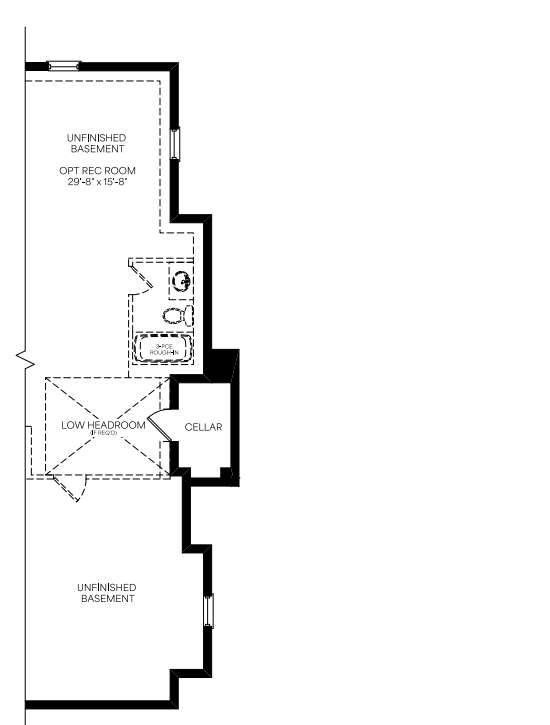 UNFINISHED
BASEMENT
OPT REC ROOM
29'-8" x 15'-8"
3-PCE
ROUGH-IN
LOW HEADROOM
(IF REQ'D)
CELLAR
UNFINISHED
BASEMENT